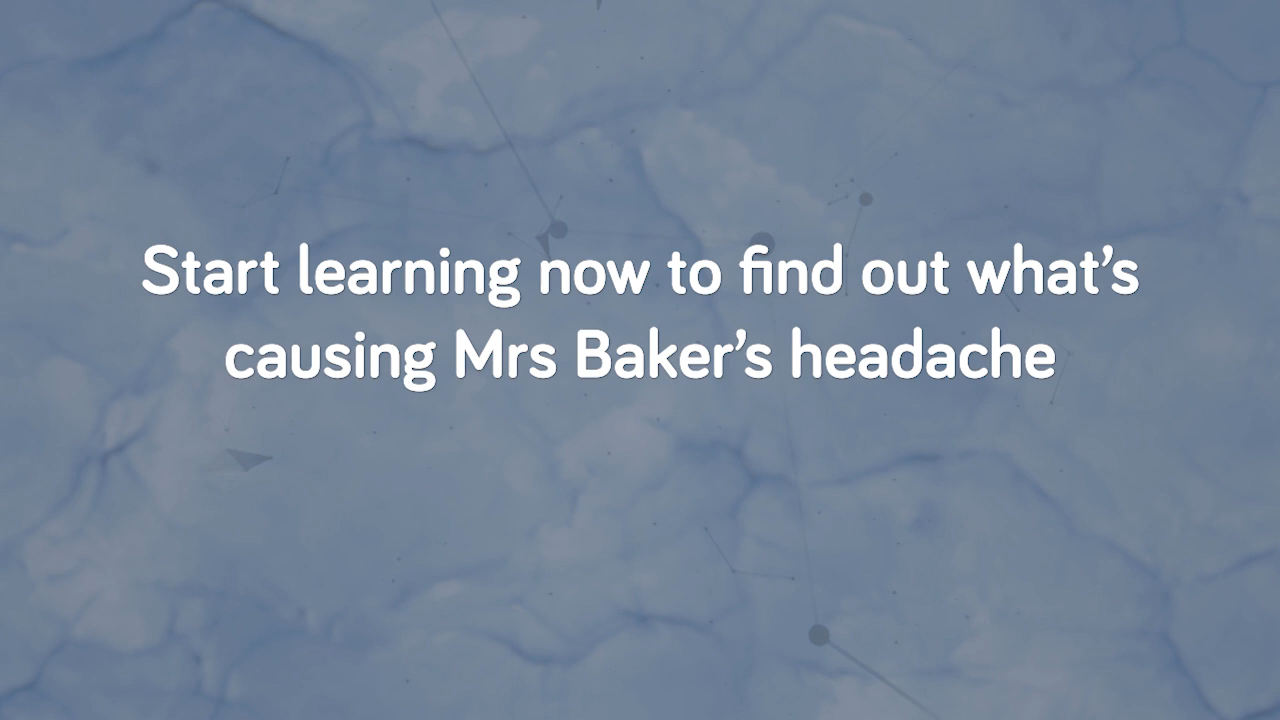 Start learning now to find out what’s
causing Mrs Baker’s headache